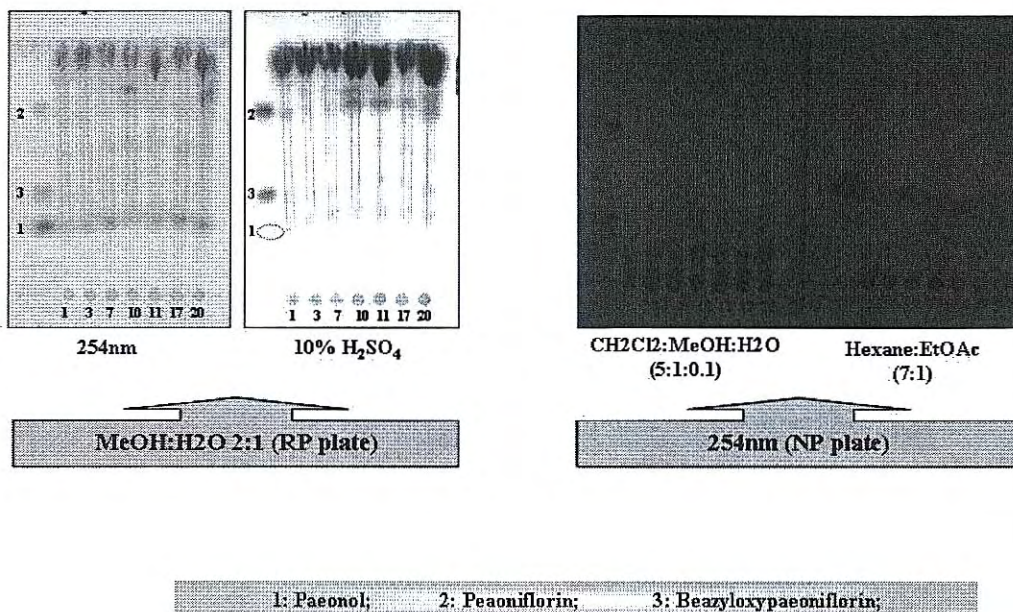 2
3
1
1 3 7 10 11 17 20
254nm
2
3
1
1 3 7 10 11 17 20
10% H2SO4
MeOH:H2O 2:1 (RP plate)
CH2Cl2:MeOH:H2O
(5:1:0.1)
Hexane:EtOAc
(7:1)
254nm (NP plate)
1: Paeonol; 2: Peaoniflorin; 3: Beazyloxypaeoniflorin;